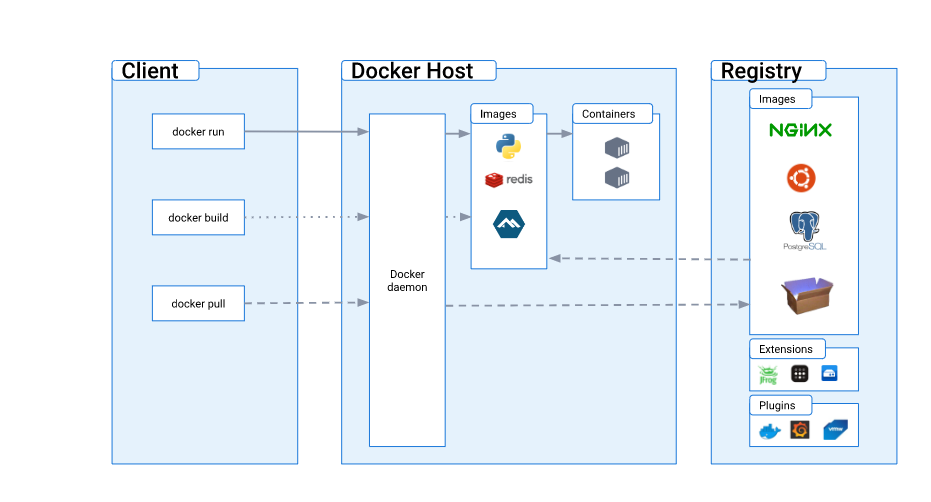 Client
Docker Host
Registry
docker run
docker build
docker pull
Docker
daemon
Images
redis
Containers
Images
NGINX
PostgreSQL
Extensions
JFrog
Plugins
vmw